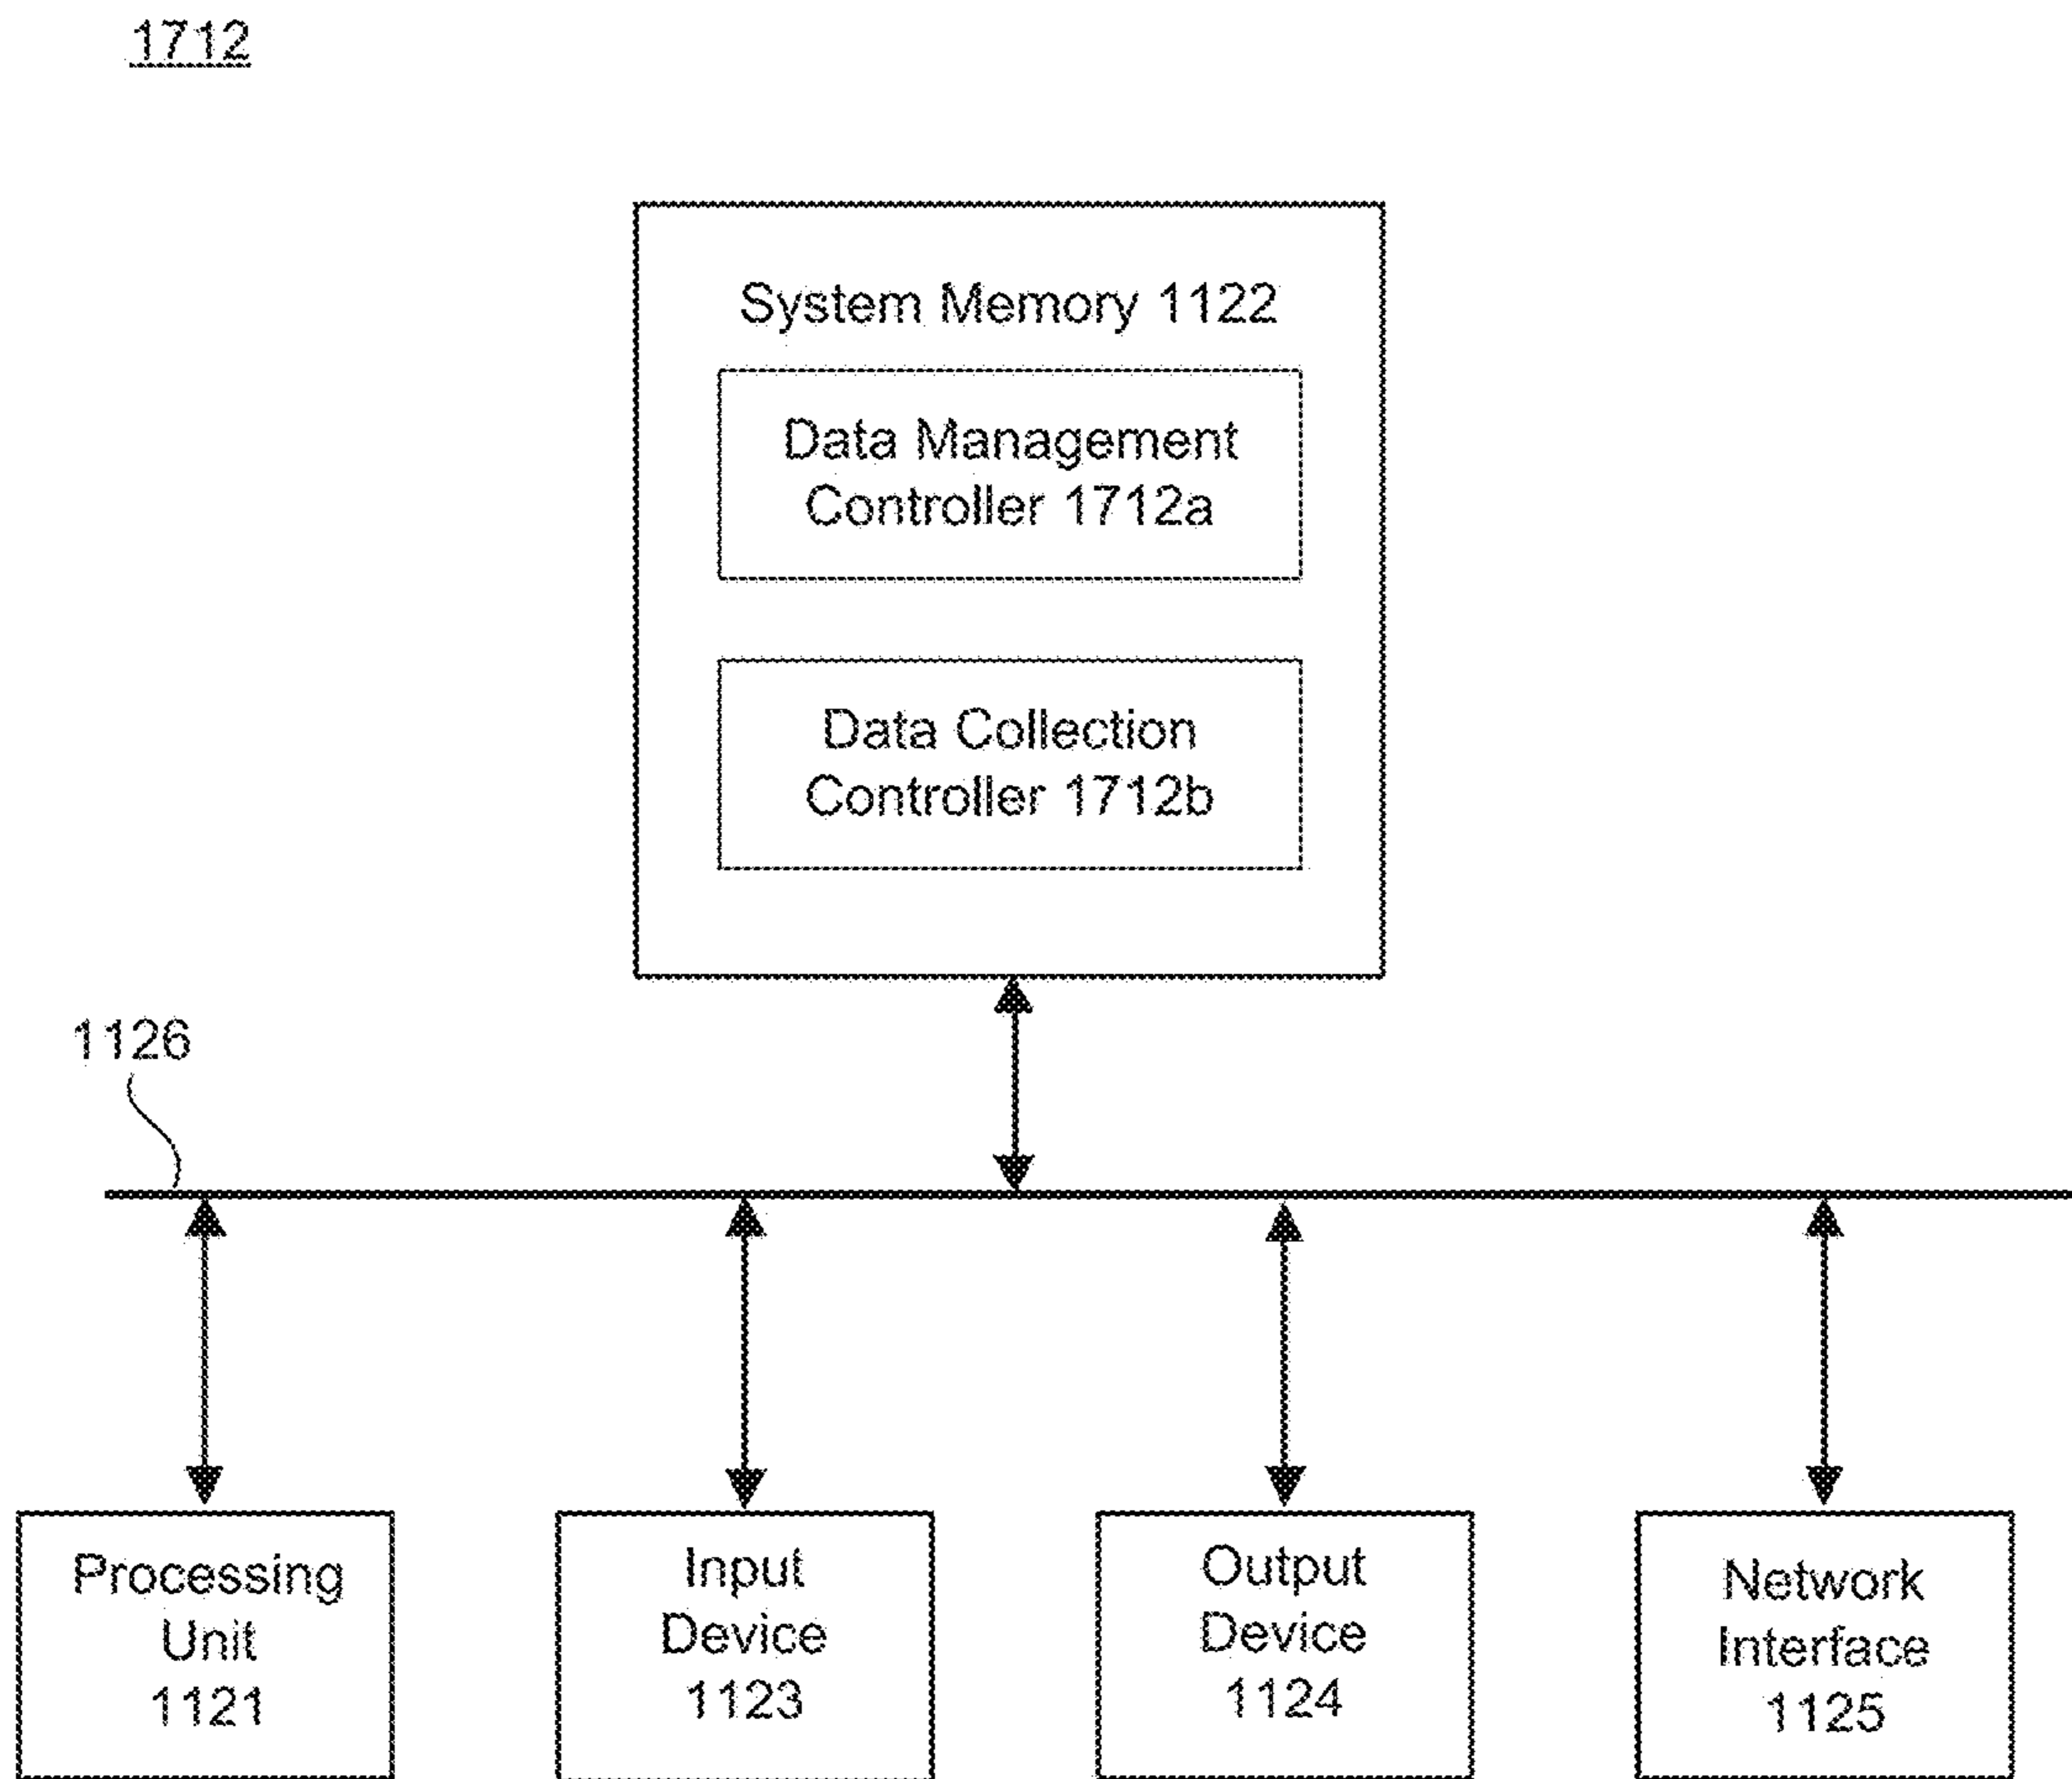 1712
System Memory 1122
Data Management
Controller 1712a
Data Collection
Controller 1712b
1126
Processing
Unit
1121
Input
Device
1123
Output
Device
1124
Network
Interface
1125